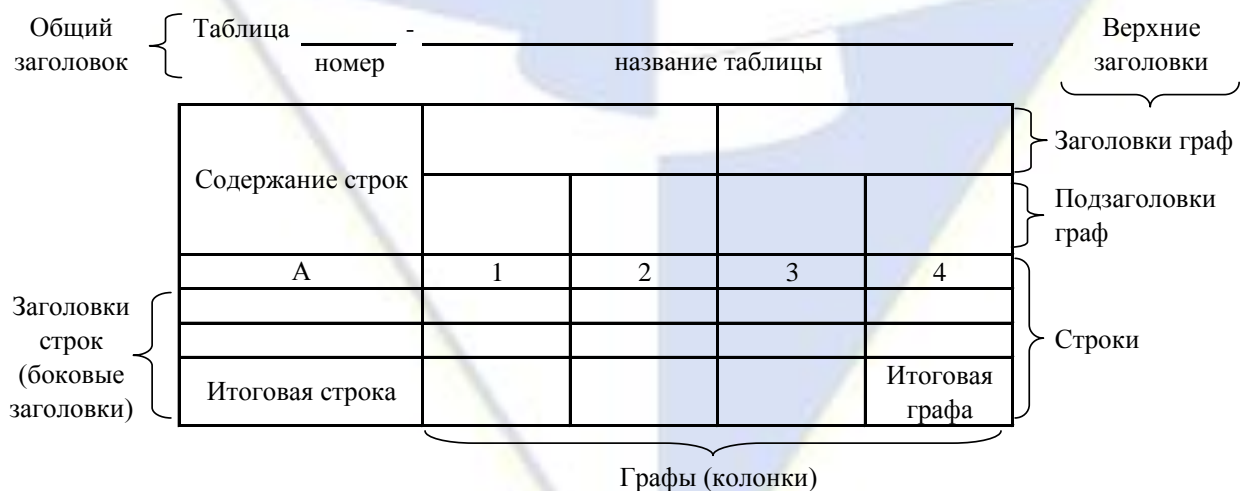 Общий
заголовок
Таблица -
номер
название таблицы
Верхние
заголовки
Содержание строк
Заголовки граф
Подзаголовки
граф
А 1 2 3 4
Заголовки
строк
(боковые
заголовки)
Строки
Итоговая строка
Итоговая
графа
Графы (колонки)